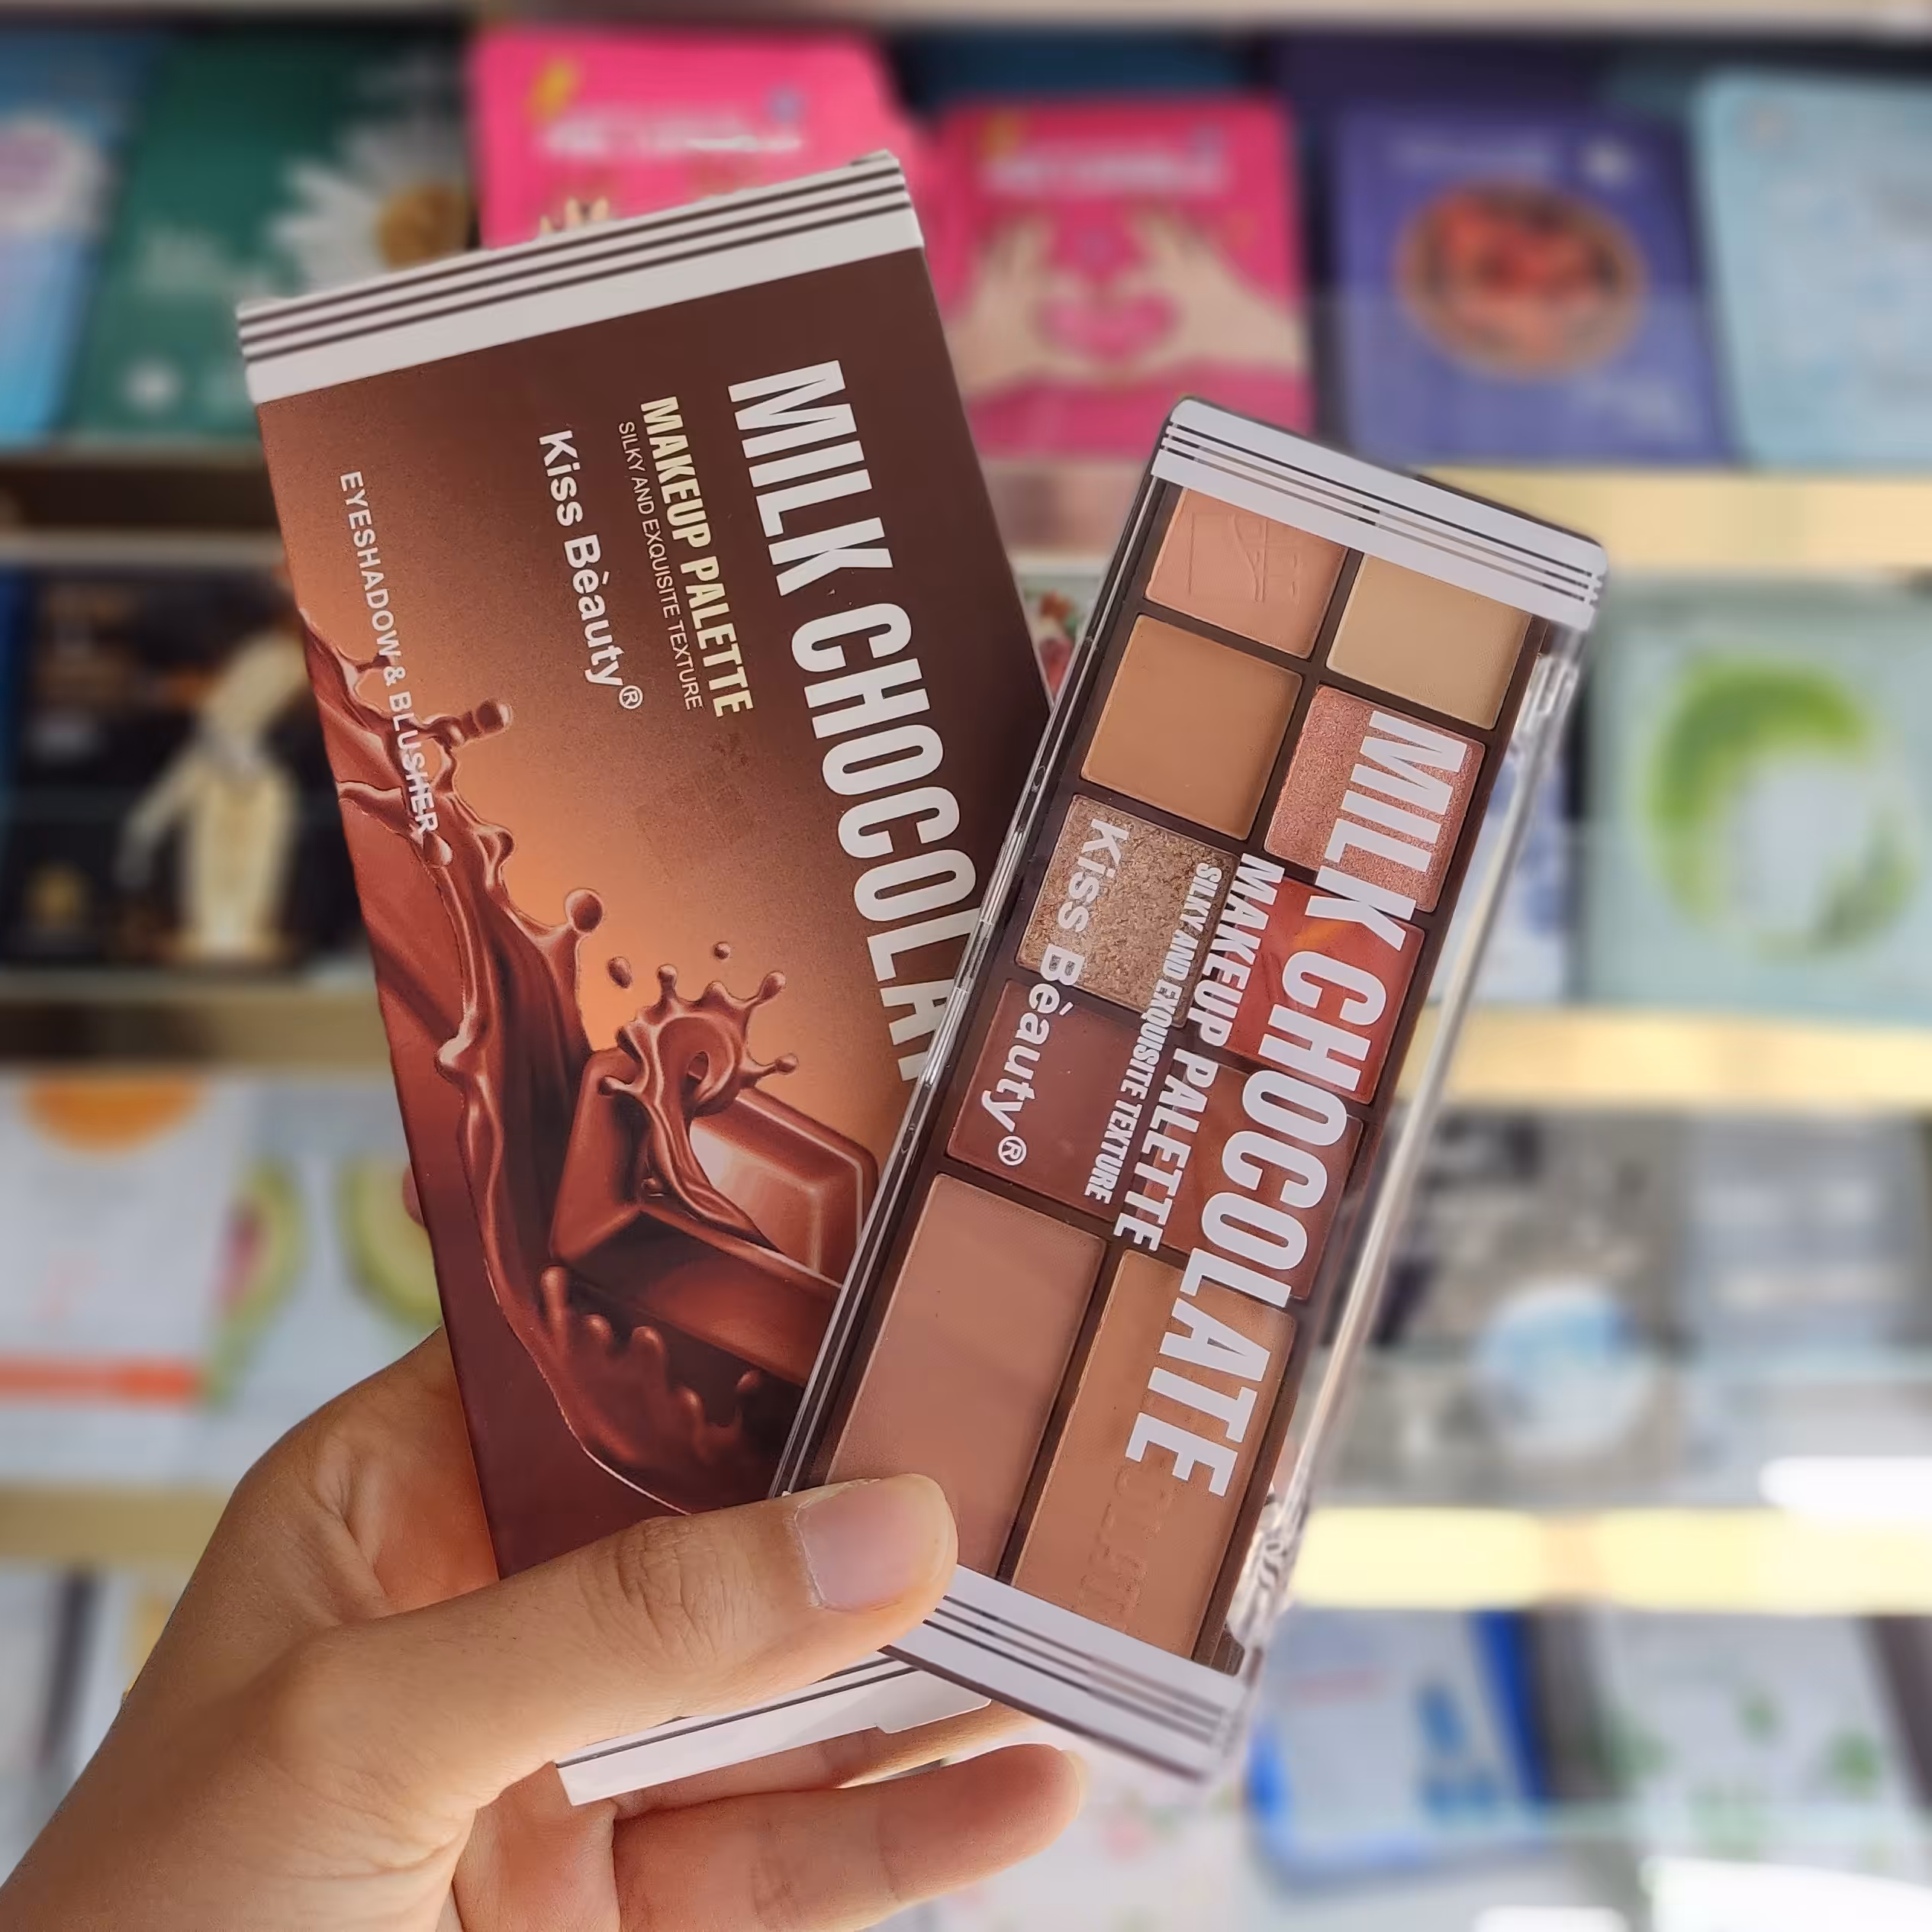 MILK CHOCOLA
MAKEUP PALETTE
SILKY AND EXQUISITE TEXTURE
Kiss Bèauty®
EYESHADOW & BLUSHER
MILK CHOCOLATE
MAKEUP PALETTE
SILKY AND EXQUISITE TEXTURE
Kiss Bèauty®